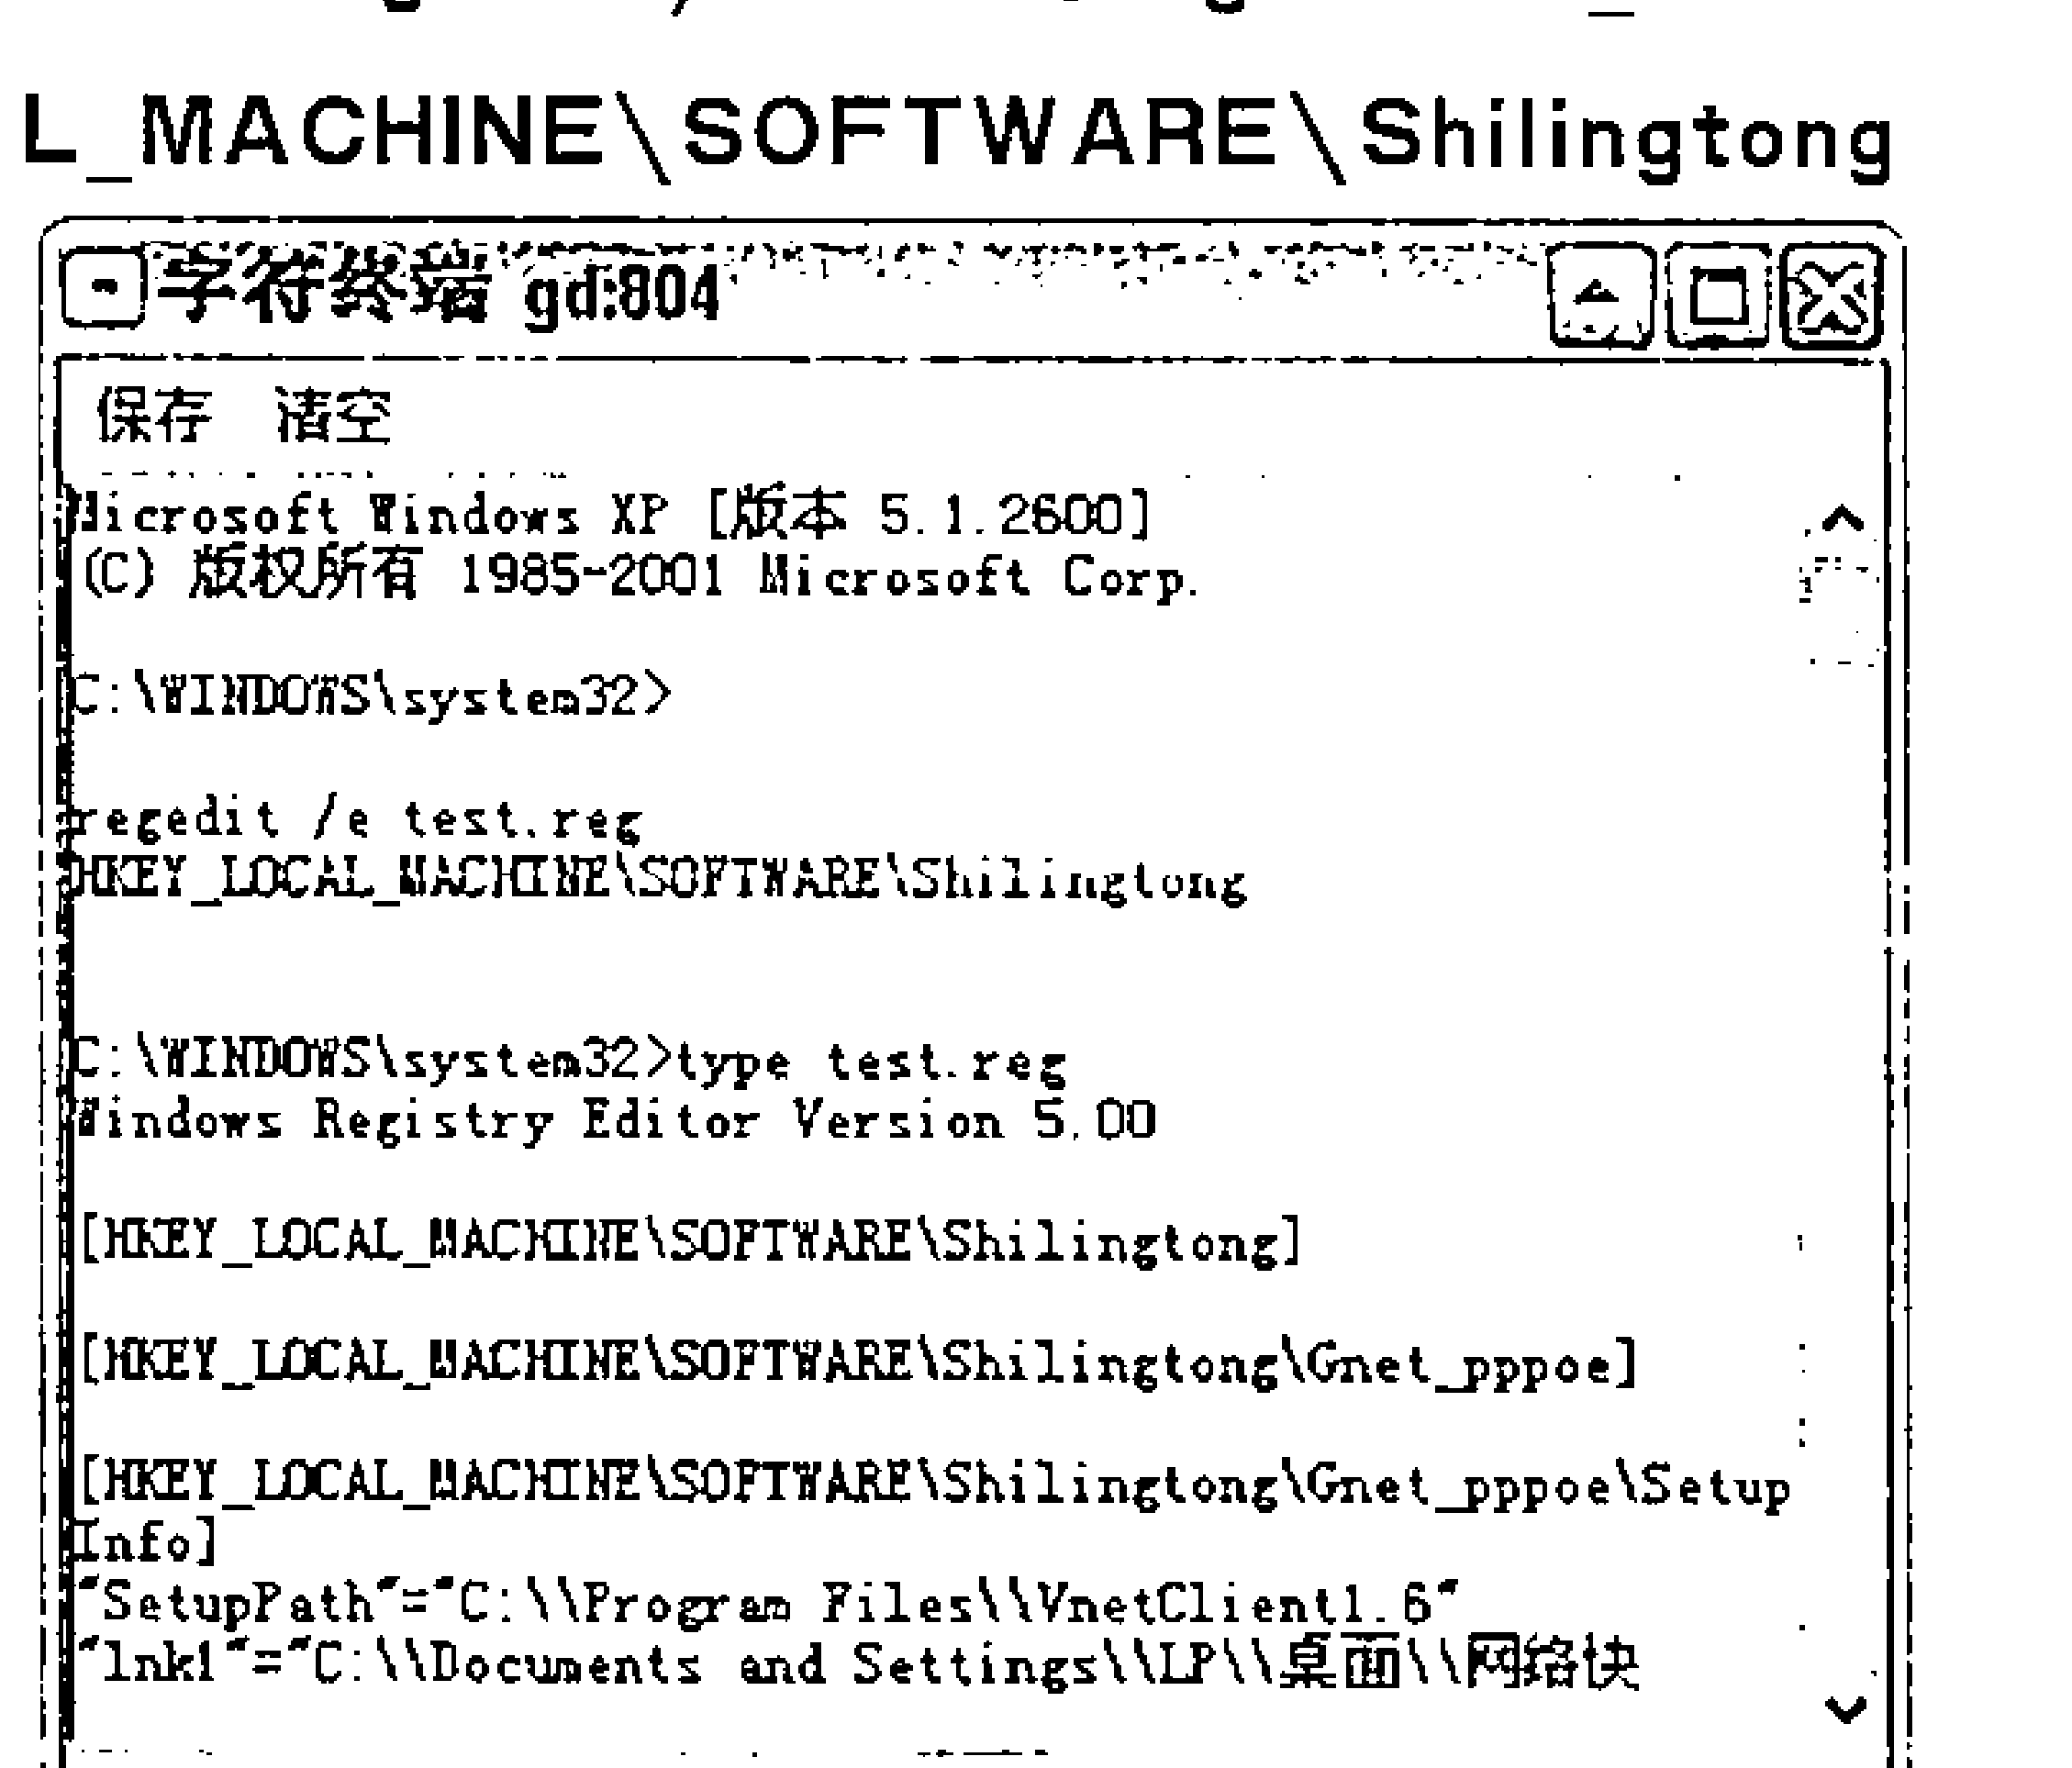 L_MACHINE\SOFTWARE\Shilingtong
字符终端 gd:804
保存 清空
Microsoft Windows XP [版本 5.1.2600]
(C) 版权所有 1985-2001 Microsoft Corp.
C:\WINDOWS\system32>
regedit /e test.reg
HKEY_LOCAL_MACHINE\SOFTWARE\Shilingtong
C:\WINDOWS\system32>type test.reg
Windows Registry Editor Version 5.00
[HKEY_LOCAL_MACHINE\SOFTWARE\Shilingtong]
[HKEY_LOCAL_MACHINE\SOFTWARE\Shilingtong\Gnet_pppoe]
[HKEY_LOCAL_MACHINE\SOFTWARE\Shilingtong\Gnet_pppoe\Setup
Info]
"SetupPath"="C:\\Program Files\\VnetClient1.6"
"lnk1"="C:\\Documents and Settings\\LP\\桌面\\网络快